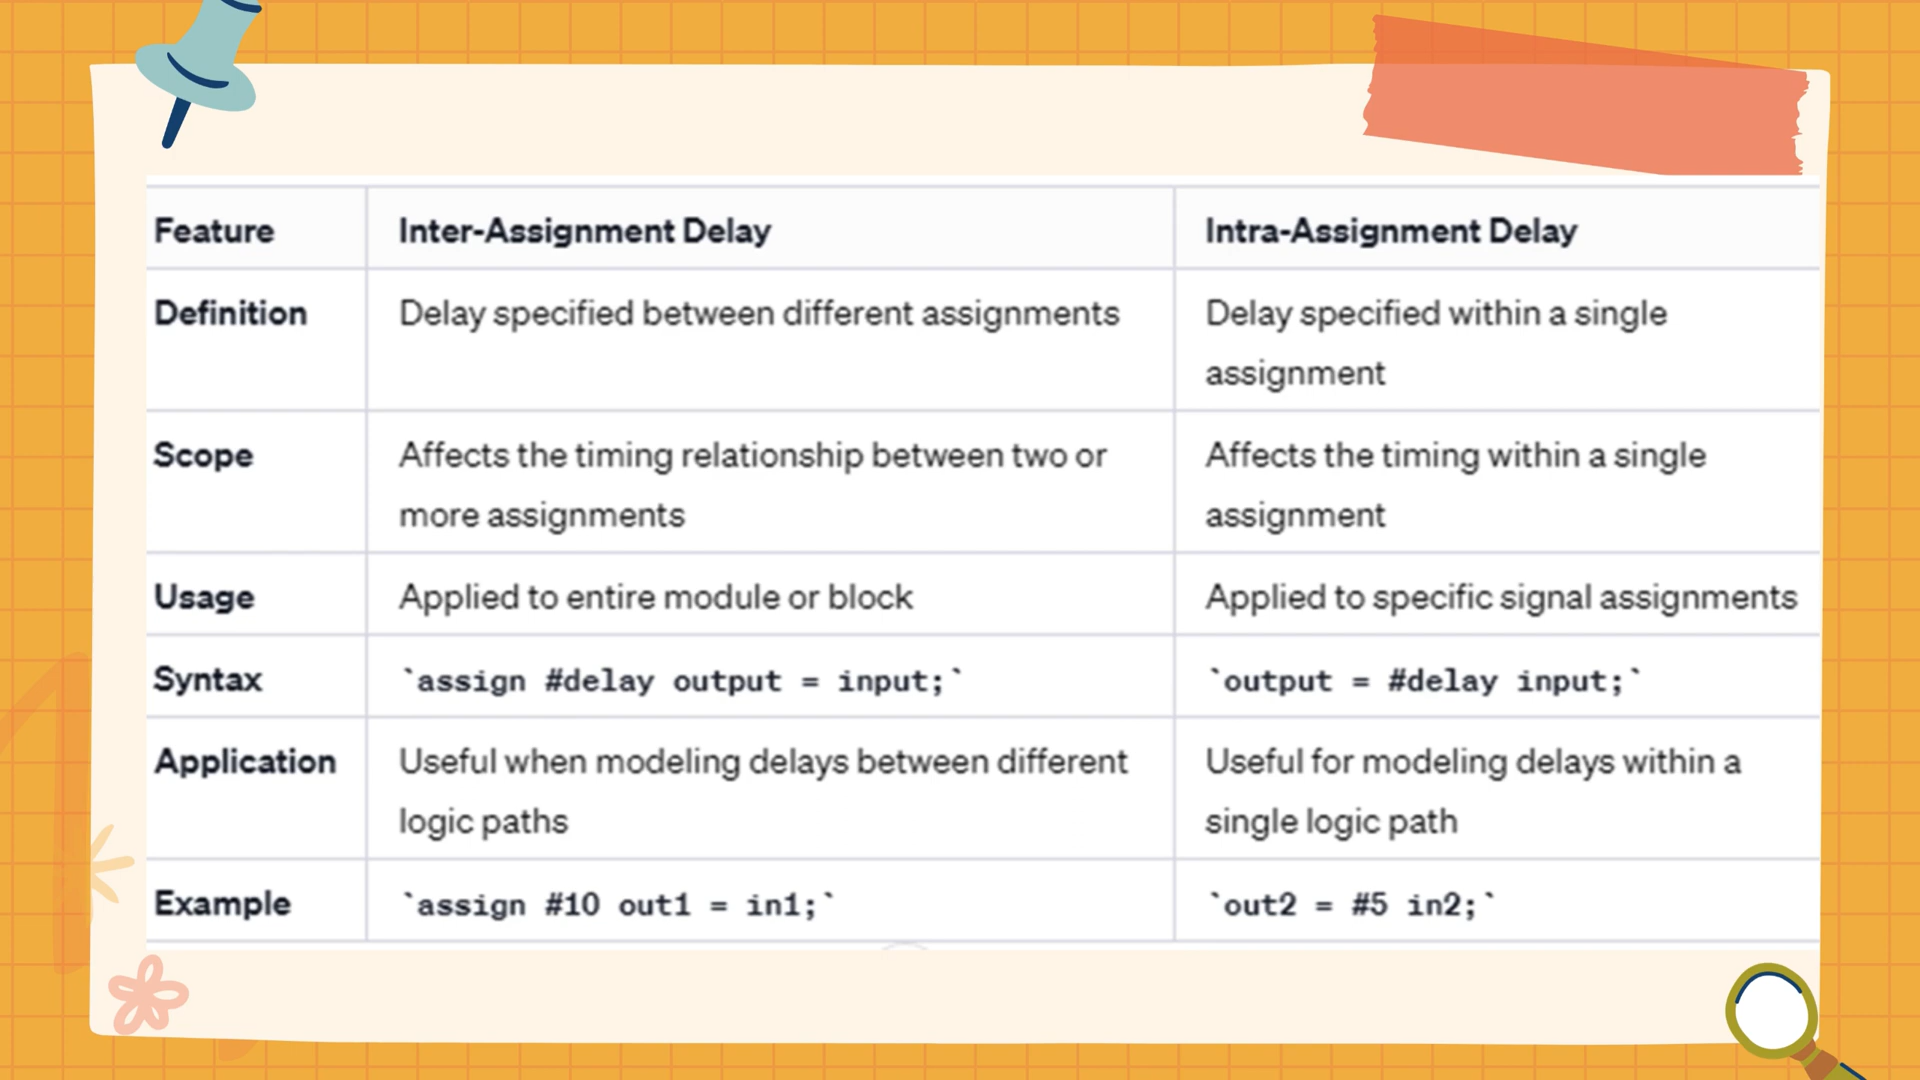 Feature Inter-Assignment Delay Intra-Assignment Delay
Definition Delay specified between different assignments Delay specified within a single
assignment
Scope Affects the timing relationship between two or Affects the timing within a single
more assignments assignment
Usage Applied to entire module or block Applied to specific signal assignments
Syntax `assign #delay output = input;` `output = #delay input;`
Application Useful when modeling delays between different Useful for modeling delays within a
logic paths single logic path
Example `assign #10 out1 = in1;` `out2 = #5 in2;`